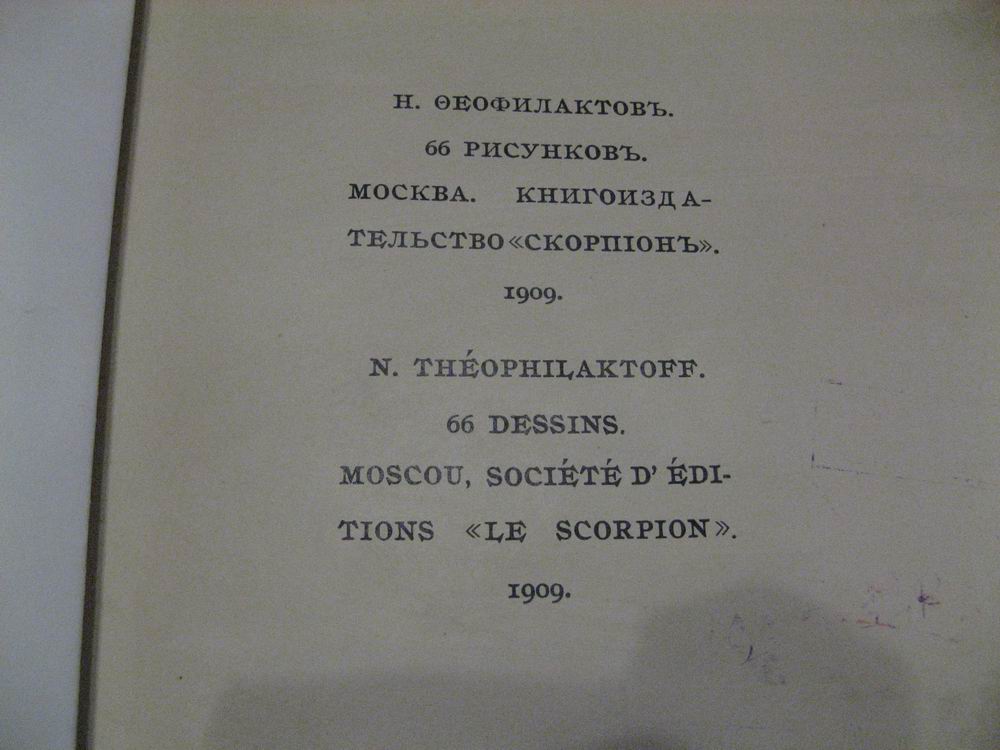 Н. ѲЕОФИЛАКТОВЪ.
66 РИСУНКОВЪ.
МОСКВА. КНИГОИЗДА-
ТЕЛЬСТВО «СКОРПІОНЪ».
1909.
N. THÉOPHILAKTOFF.
66 DESSINS.
MOSCOU, SOCIÉTÉ D' ÉDI-
TIONS «LE SCORPION».
1909.